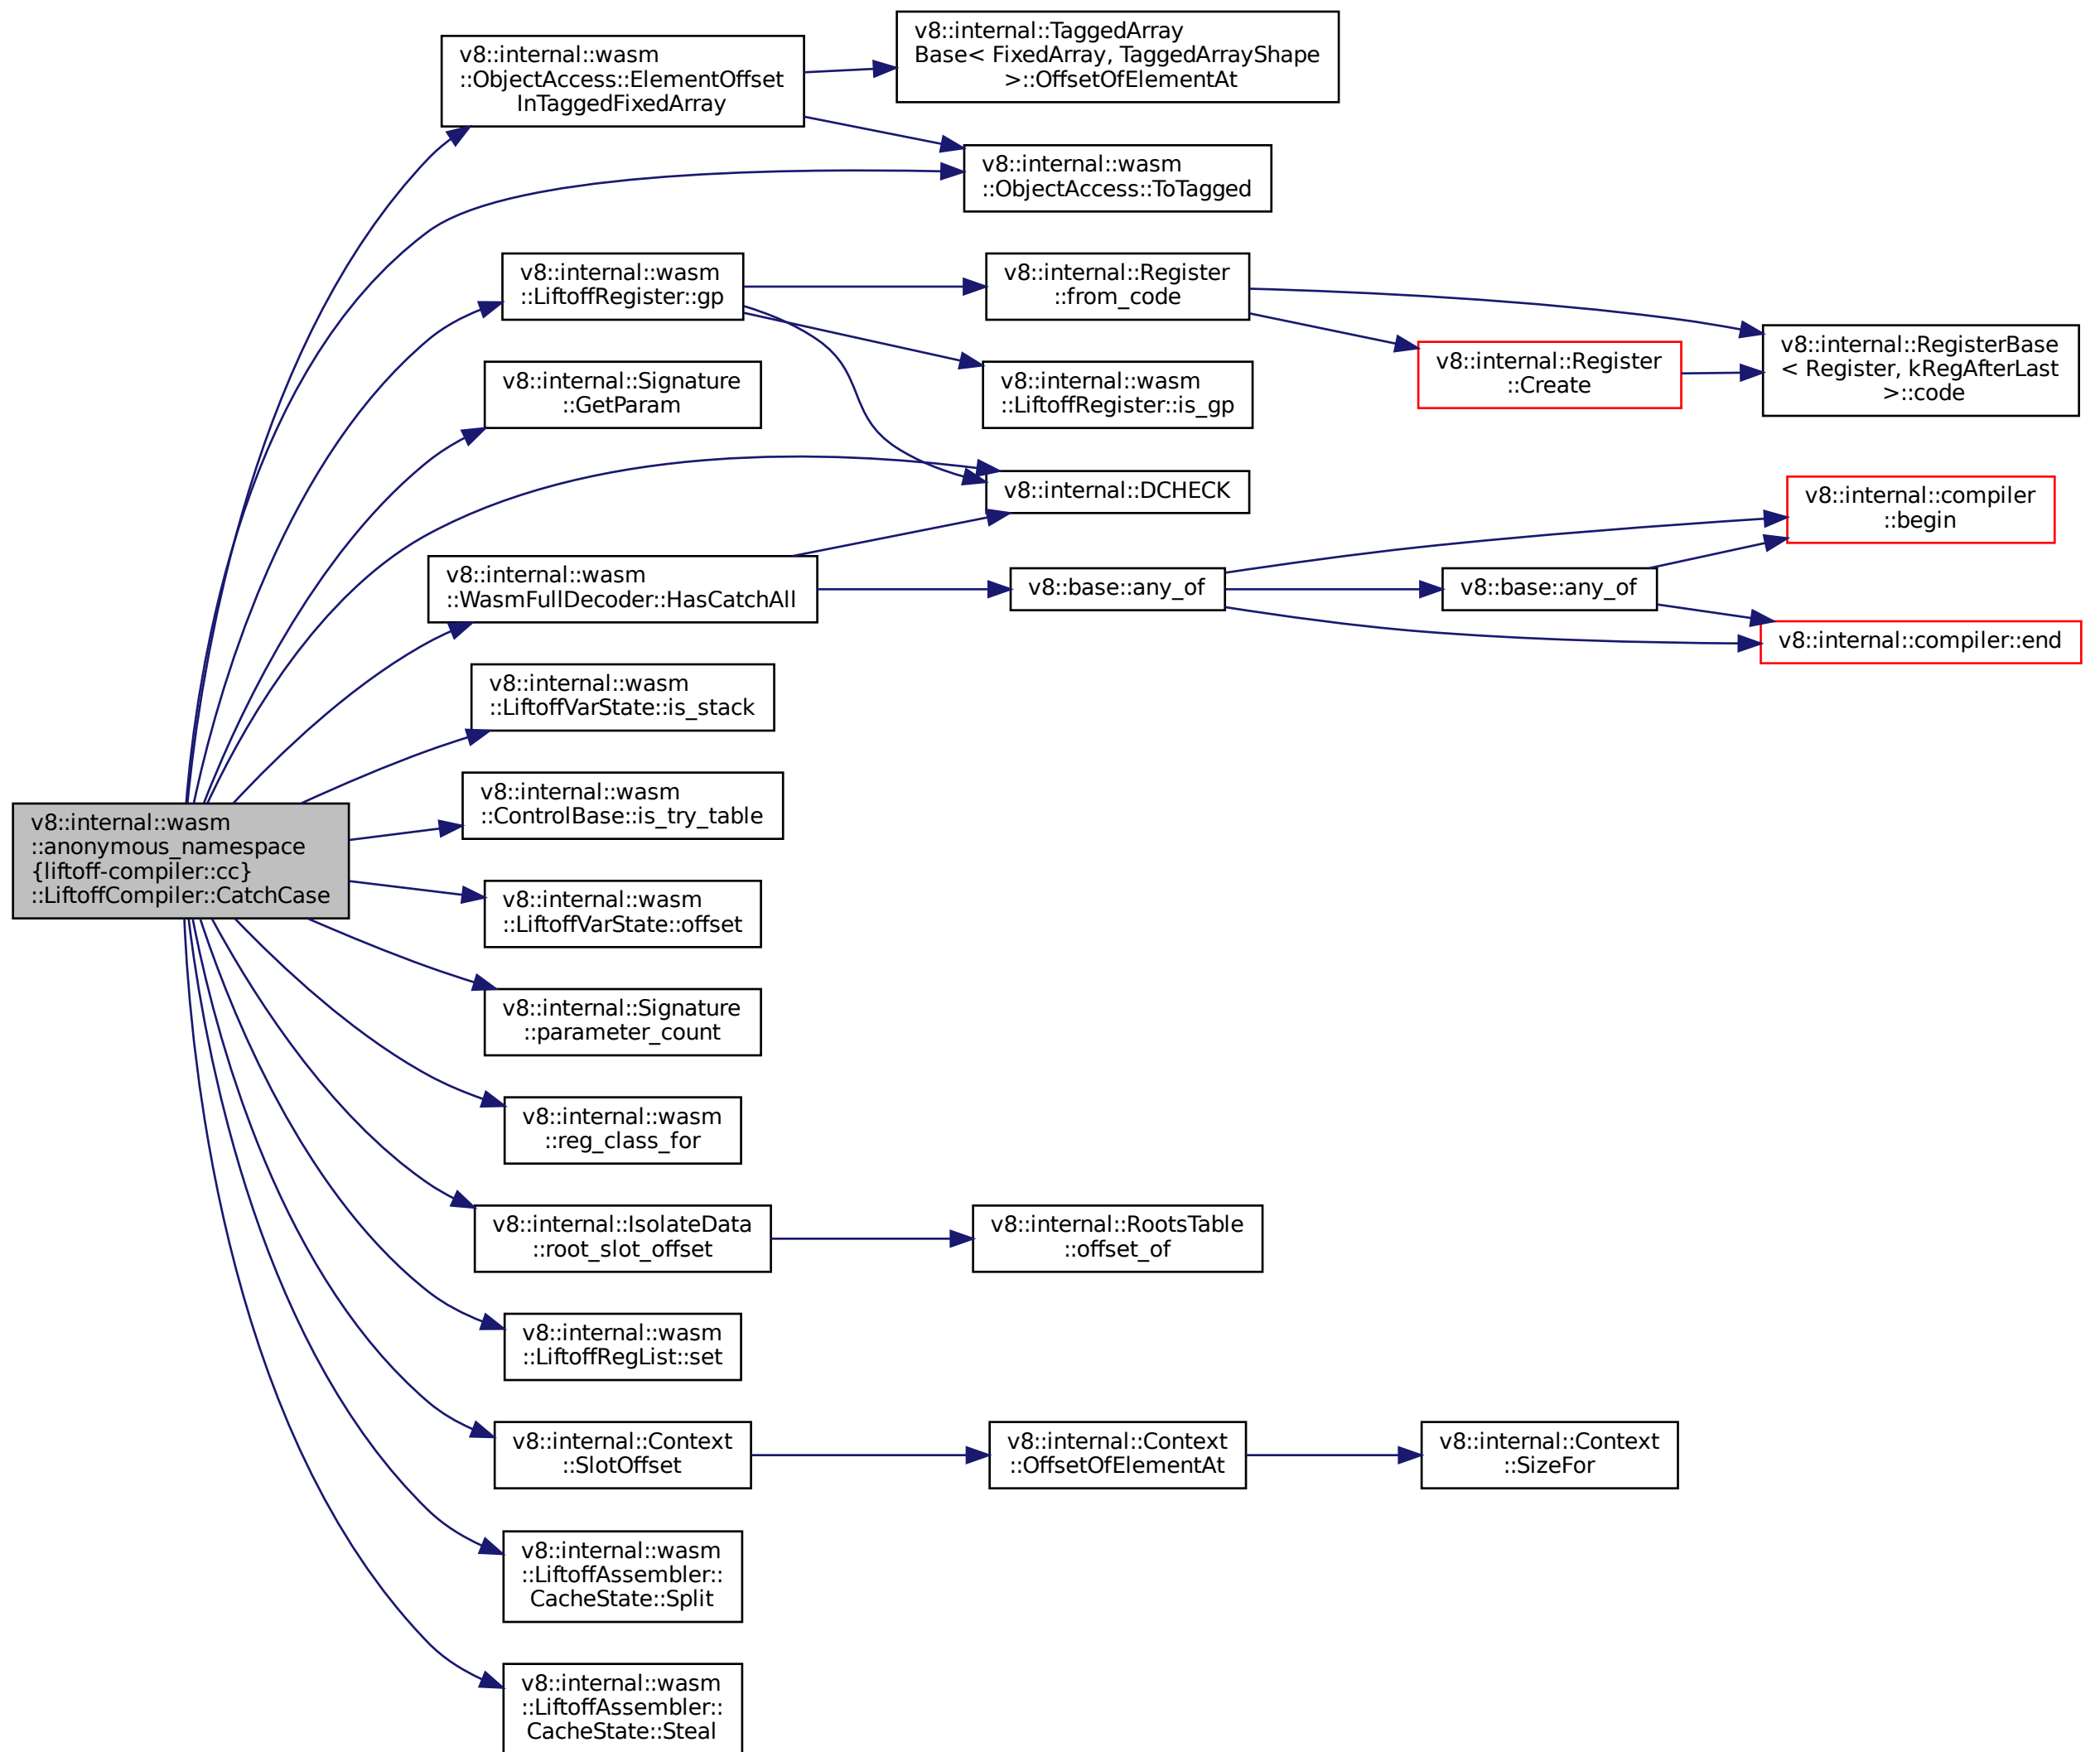 v8::internal::wasm
::ObjectAccess::ElementOffset
InTaggedFixedArray
v8::internal::TaggedArray
Base< FixedArray, TaggedArrayShape
>::OffsetOfElementAt
v8::internal::wasm
::ObjectAccess::ToTagged
v8::internal::wasm
::LiftoffRegister::gp
v8::internal::Register
::from_code
v8::internal::RegisterBase
< Register, kRegAfterLast
>::code
v8::internal::Register
::Create
v8::internal::wasm
::LiftoffRegister::is_gp
v8::internal::Signature
::GetParam
v8::internal::DCHECK
v8::internal::compiler
::begin
v8::internal::wasm
::WasmFullDecoder::HasCatchAll
v8::base::any_of
v8::base::any_of
v8::internal::compiler::end
v8::internal::wasm
::LiftoffVarState::is_stack
v8::internal::wasm
::ControlBase::is_try_table
v8::internal::wasm
::anonymous_namespace
{liftoff-compiler::cc}
::LiftoffCompiler::CatchCase
v8::internal::wasm
::LiftoffVarState::offset
v8::internal::Signature
::parameter_count
v8::internal::wasm
::reg_class_for
v8::internal::IsolateData
::root_slot_offset
v8::internal::RootsTable
::offset_of
v8::internal::wasm
::LiftoffRegList::set
v8::internal::Context
::SlotOffset
v8::internal::Context
::OffsetOfElementAt
v8::internal::Context
::SizeFor
v8::internal::wasm
::LiftoffAssembler::
CacheState::Split
v8::internal::wasm
::LiftoffAssembler::
CacheState::Steal